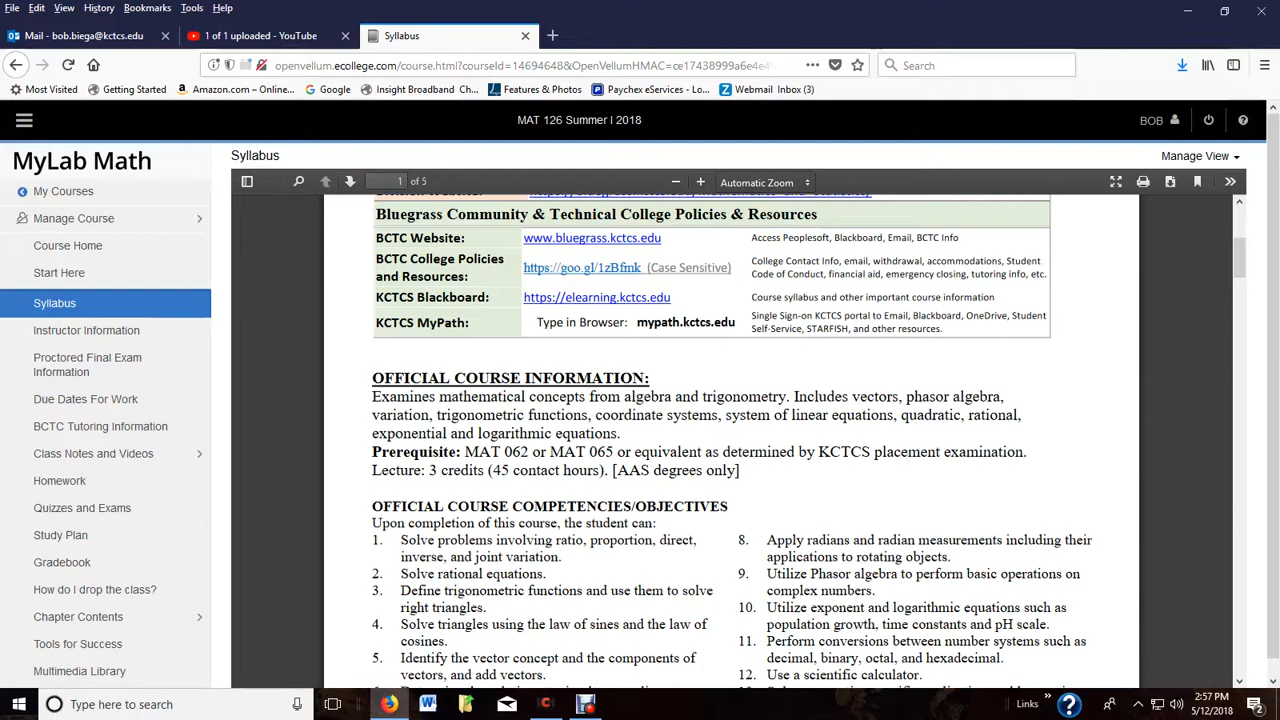 File Edit View History Bookmarks Tools Help
Mail - bob.biega@kctcs.edu
1 of 1 uploaded - YouTube
Syllabus
openvellum.ecollege.com/course.html?courseId=14694648&OpenVellumHMAC=ce17438999a6e4e4
Search
Most Visited Getting Started Amazon.com – Online... Google Insight Broadband Ch... Features & Photos Paychex eServices - Lo... Webmail Inbox (3)
MAT 126 Summer I 2018
BOB
MyLab Math
My Courses
Manage Course
Course Home
Start Here
Syllabus
Instructor Information
Proctored Final Exam
Information
Due Dates For Work
BCTC Tutoring Information
Class Notes and Videos
Homework
Quizzes and Exams
Study Plan
Gradebook
How do I drop the class?
Chapter Contents
Tools for Success
Multimedia Library
Syllabus
Manage View
1 of 5
Automatic Zoom
Bluegrass Community & Technical College Policies & Resources
BCTC Website: www.bluegrass.kctcs.edu Access Peoplesoft, Blackboard, Email, BCTC Info
BCTC College Policies
and Resources:
https://goo.gl/1zBfmk (Case Sensitive)
College Contact Info, email, withdrawal, accommodations, Student
Code of Conduct, financial aid, emergency closing, tutoring info, etc.
KCTCS Blackboard: https://elearning.kctcs.edu Course syllabus and other important course information
KCTCS MyPath: Type in Browser: mypath.kctcs.edu
Single Sign-on KCTCS portal to Email, Blackboard, OneDrive, Student
Self-Service, STARFISH, and other resources.
OFFICIAL COURSE INFORMATION:
Examines mathematical concepts from algebra and trigonometry. Includes vectors, phasor algebra,
variation, trigonometric functions, coordinate systems, system of linear equations, quadratic, rational,
exponential and logarithmic equations.
Prerequisite: MAT 062 or MAT 065 or equivalent as determined by KCTCS placement examination.
Lecture: 3 credits (45 contact hours). [AAS degrees only]
OFFICIAL COURSE COMPETENCIES/OBJECTIVES
Upon completion of this course, the student can:
1. Solve problems involving ratio, proportion, direct,
inverse, and joint variation.
2. Solve rational equations.
3. Define trigonometric functions and use them to solve
right triangles.
4. Solve triangles using the law of sines and the law of
cosines.
5. Identify the vector concept and the components of
vectors, and add vectors.
8. Apply radians and radian measurements including their
applications to rotating objects.
9. Utilize Phasor algebra to perform basic operations on
complex numbers.
10. Utilize exponent and logarithmic equations such as
population growth, time constants and pH scale.
11. Perform conversions between number systems such as
decimal, binary, octal, and hexadecimal.
12. Use a scientific calculator.
Type here to search
Links
2:57 PM
5/12/2018